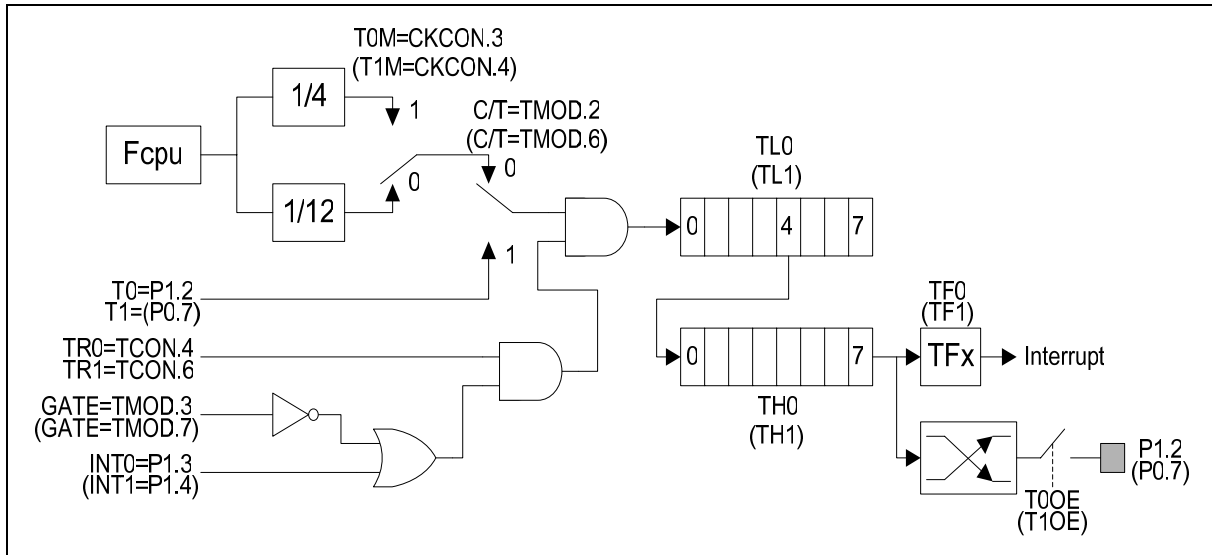 T0M=CKCON.3
(T1M=CKCON.4)
1/4
1
C/T=TMOD.2
(C/T=TMOD.6)
Fcpu
0
0
TL0
(TL1)
1/12
0 4 7
1
T0=P1.2
T1=(P0.7)
TF0
(TF1)
TR0=TCON.4
TR1=TCON.6
0 7
TFx
Interrupt
GATE=TMOD.3
(GATE=TMOD.7)
TH0
(TH1)
INT0=P1.3
(INT1=P1.4)
P1.2
(P0.7)
T0OE
(T1OE)